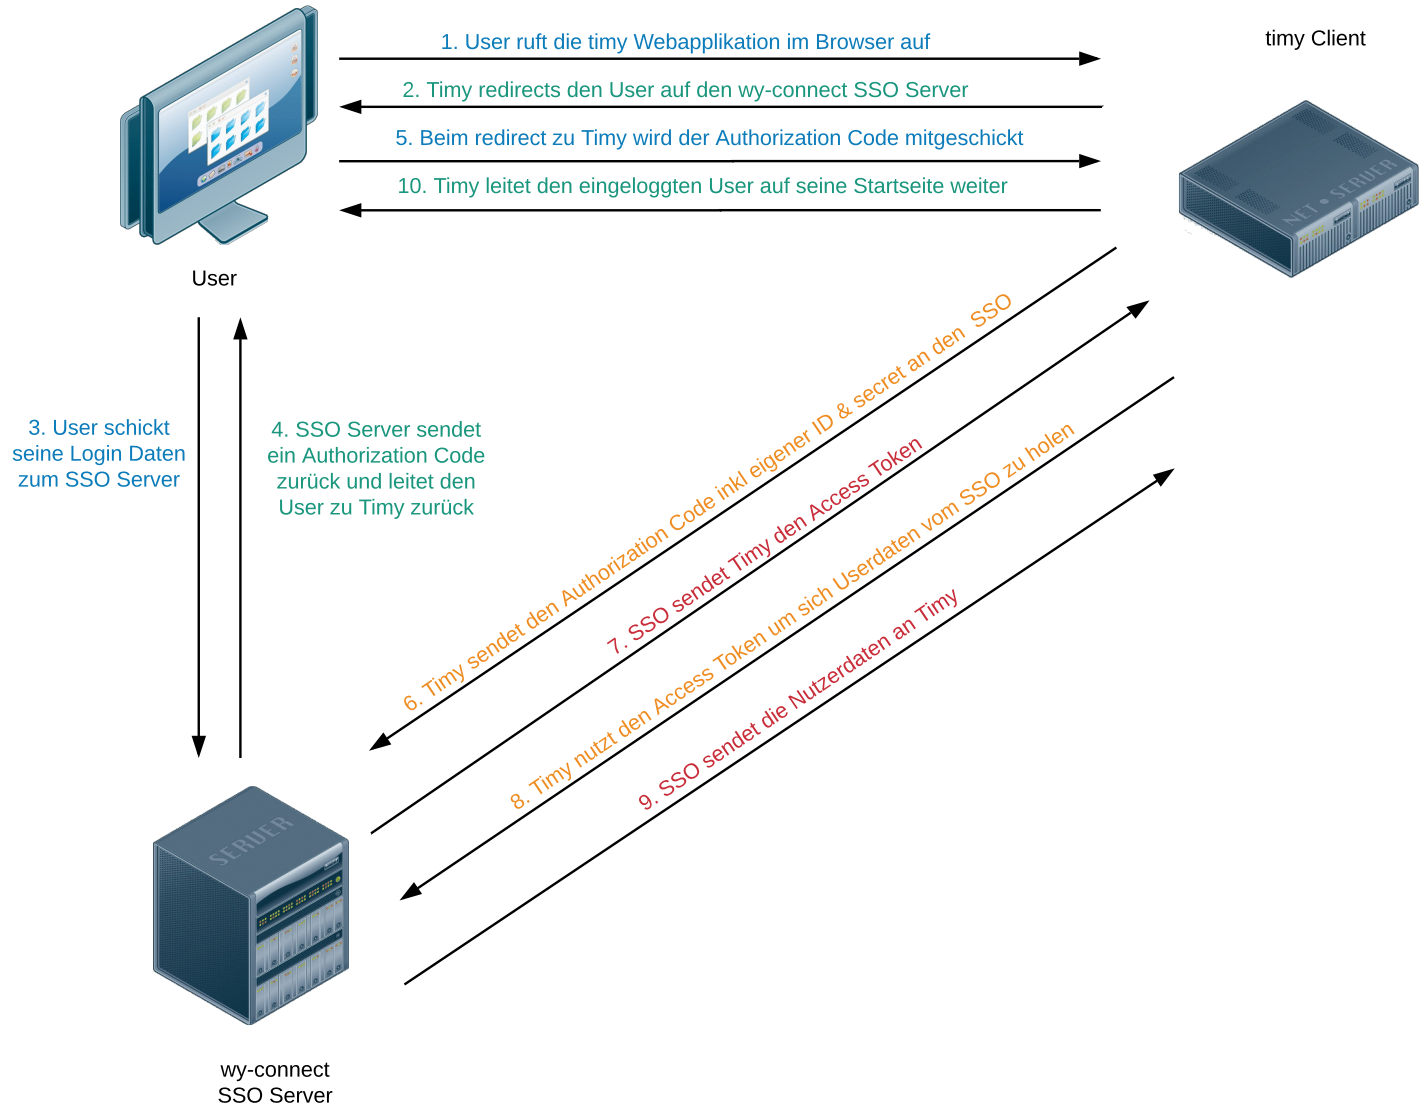 1. User ruft die timy Webapplikation im Browser auf
timy Client
2. Timy redirects den User auf den wy-connect SSO Server
5. Beim redirect zu Timy wird der Authorization Code mitgeschickt
10. Timy leitet den eingeloggten User auf seine Startseite weiter
NET • SERVER
User
3. User schickt
seine Login Daten
zum SSO Server
4. SSO Server sendet
ein Authorization Code
zurück und leitet den
User zu Timy zurück
6. Timy sendet den Authorization Code inkl eigener ID & secret an den SSO
7. SSO sendet Timy den Access Token
8. Timy nutzt den Access Token um sich Userdaten vom SSO zu holen
9. SSO sendet die Nutzerdaten an Timy
SERVER
wy-connect
SSO Server